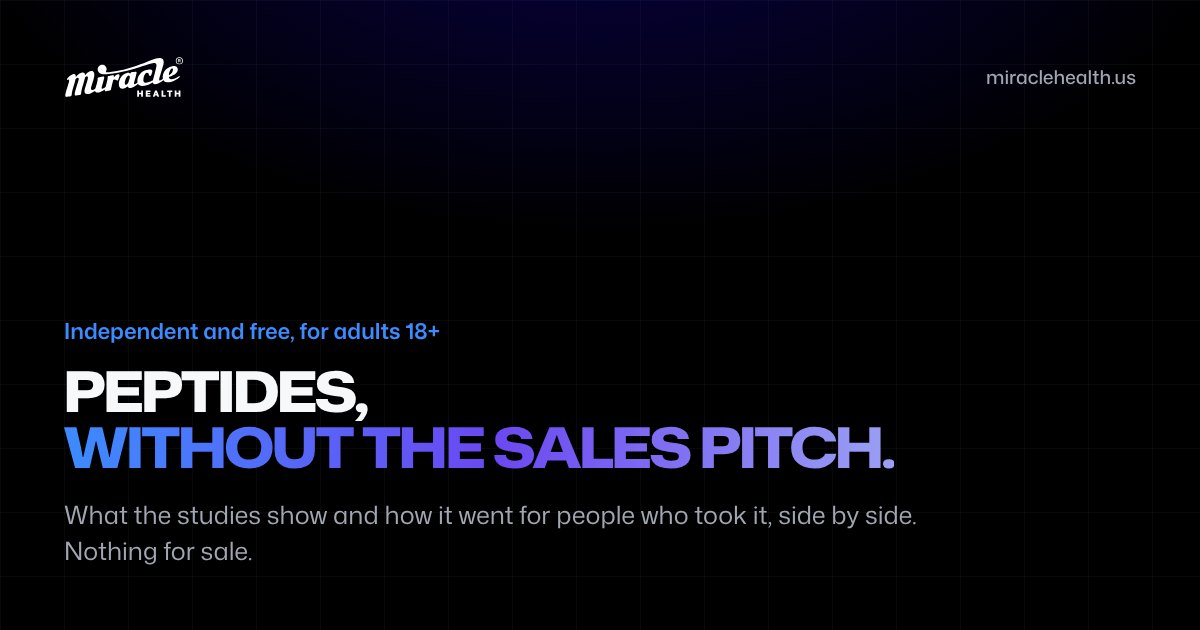 miracle®
HEALTH
miraclehealth.us
Independent and free, for adults 18+
PEPTIDES,
WITHOUT THE SALES PITCH.
What the studies show and how it went for people who took it, side by side.
Nothing for sale.